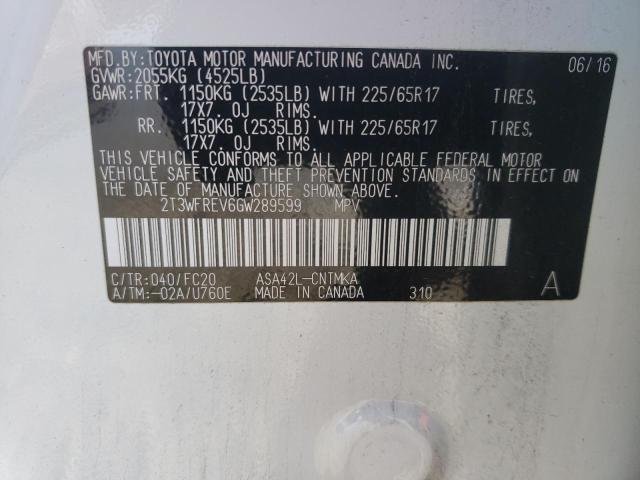 MFD.BY:TOYOTA MOTOR MANUFACTURING CANADA INC. 06/16
GVWR:2055KG (4525LB)
GAWR:FRT. 1150KG (2535LB) WITH 225/65R17 TIRES,
17X7. 0J RIMS.
RR. 1150KG (2535LB) WITH 225/65R17 TIRES,
17X7. 0J RIMS.
THIS VEHICLE CONFORMS TO ALL APPLICABLE FEDERAL MOTOR
VEHICLE SAFETY AND THEFT PREVENTION STANDARDS IN EFFECT ON
THE DATE OF MANUFACTURE SHOWN ABOVE.
2T3WFREV6GW289599 MPV
C/TR:040/FC20 ASA42L-CNTMKA
A/TM:-02A/U760E MADE IN CANADA 310 A